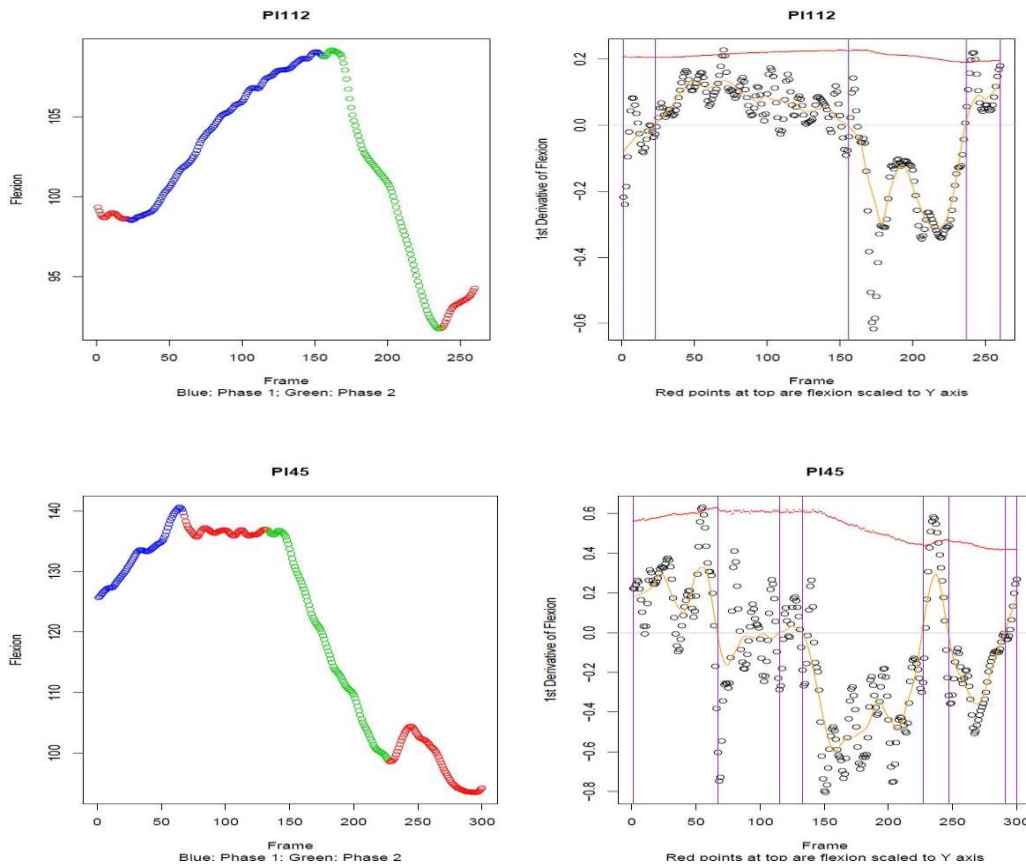 PI112
Flexion
105
100
95
0 50 100 150 200 250
Frame
Blue: Phase 1; Green: Phase 2
PI112
1st Derivative of Flexion
0.2
0.0
−0.2
−0.4
−0.6
0 50 100 150 200 250
Frame
Red points at top are flexion scaled to Y axis
PI45
Flexion
140
130
120
110
100
0 50 100 150 200 250 300
Frame
Blue: Phase 1; Green: Phase 2
PI45
1st Derivative of Flexion
0.6
0.4
0.2
0.0
−0.2
−0.4
−0.6
−0.8
0 50 100 150 200 250 300
Frame
Red points at top are flexion scaled to Y axis